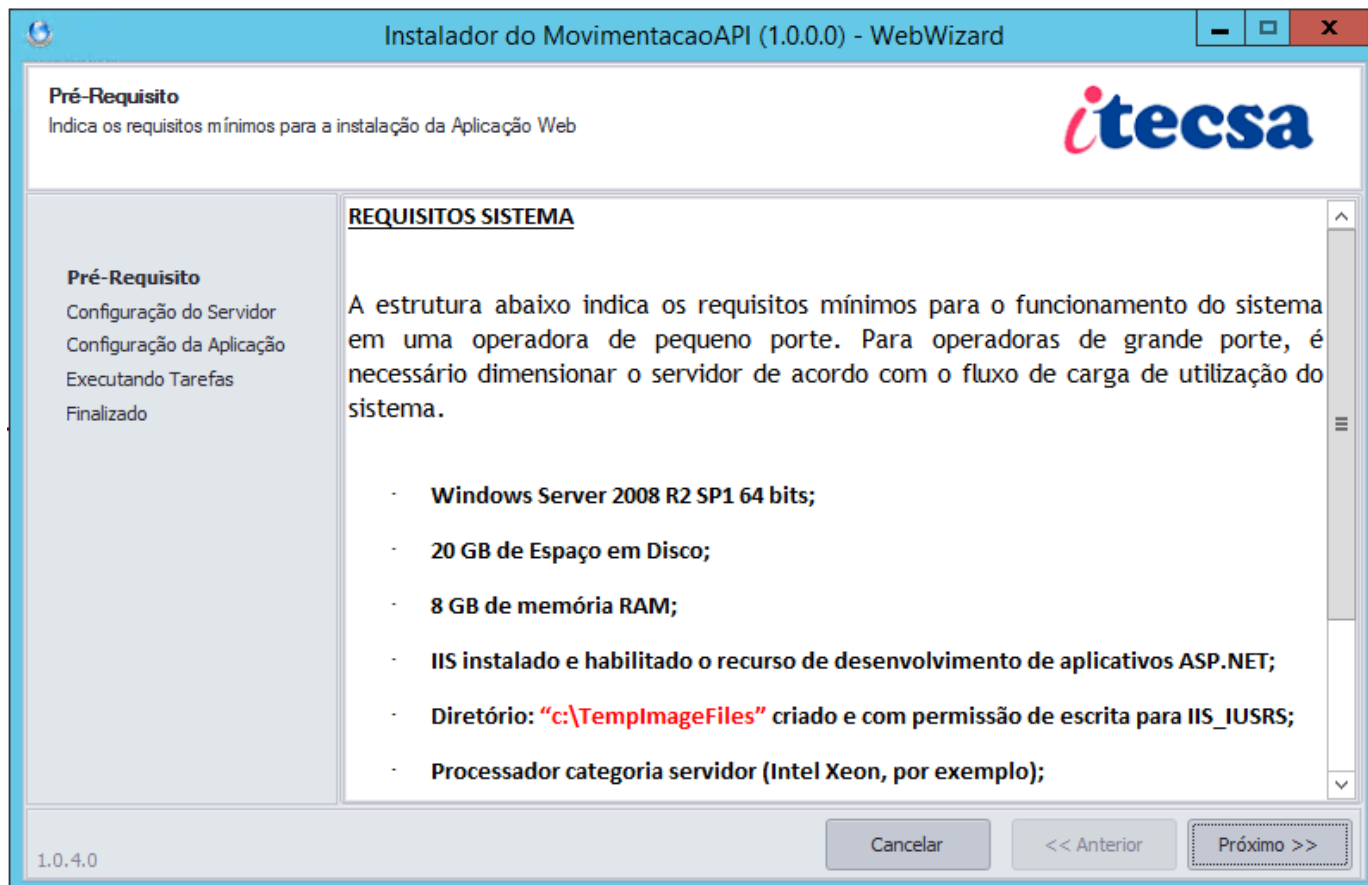 Instalador do MovimentacaoAPI (1.0.0.0) - WebWizard
Pré-Requisito
Indica os requisitos mínimos para a instalação da Aplicação Web
itecsa
Pré-Requisito
Configuração do Servidor
Configuração da Aplicação
Executando Tarefas
Finalizado
REQUISITOS SISTEMA
A estrutura abaixo indica os requisitos mínimos para o funcionamento do sistema
em uma operadora de pequeno porte. Para operadoras de grande porte, é
necessário dimensionar o servidor de acordo com o fluxo de carga de utilização do
sistema.
· Windows Server 2008 R2 SP1 64 bits;
· 20 GB de Espaço em Disco;
· 8 GB de memória RAM;
· IIS instalado e habilitado o recurso de desenvolvimento de aplicativos ASP.NET;
· Diretório: “c:\TempImageFiles” criado e com permissão de escrita para IIS_IUSRS;
· Processador categoria servidor (Intel Xeon, por exemplo);
1.0.4.0
Cancelar
<< Anterior
Próximo >>